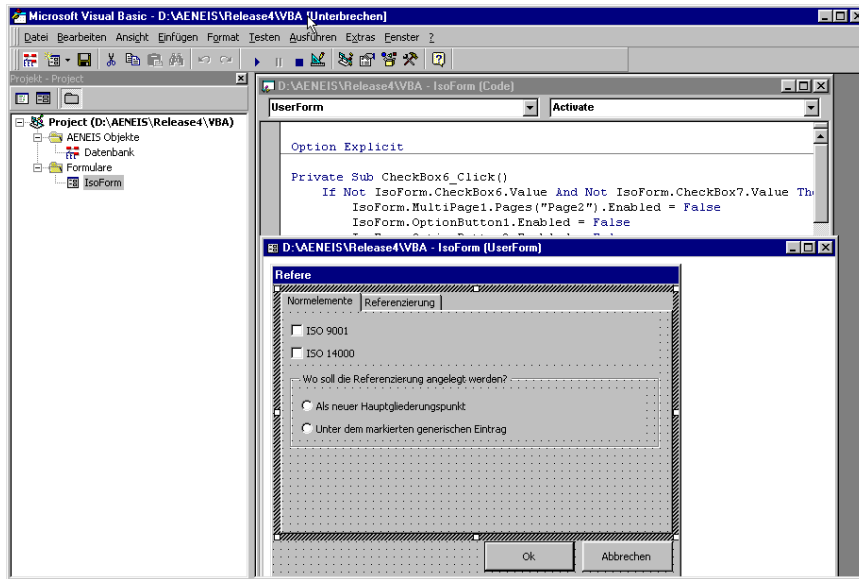 Microsoft Visual Basic - D:\AENEIS\Release4\VBA [Unterbrechen]
Datei Bearbeiten Ansicht Einfügen Format Testen Ausführen Extras Fenster ?
Projekt - Project
D:\AENEIS\Release4\VBA - IsoForm (Code)
UserForm Activate
Project (D:\AENEIS\Release4\VBA)
AENEIS Objekte
Datenbank
Formulare
IsoForm
Option Explicit
Private Sub CheckBox6_Click()
If Not IsoForm.CheckBox6.Value And Not IsoForm.CheckBox7.Value The
IsoForm.MultiPage1.Pages("Page2").Enabled = False
IsoForm.OptionButton1.Enabled = False
D:\AENEIS\Release4\VBA - IsoForm (UserForm)
Refere
Normelemente Referenzierung
ISO 9001
ISO 14000
Wo soll die Referenzierung angelegt werden?
Als neuer Hauptgliederungspunkt
Unter dem markierten generischen Eintrag
Ok Abbrechen